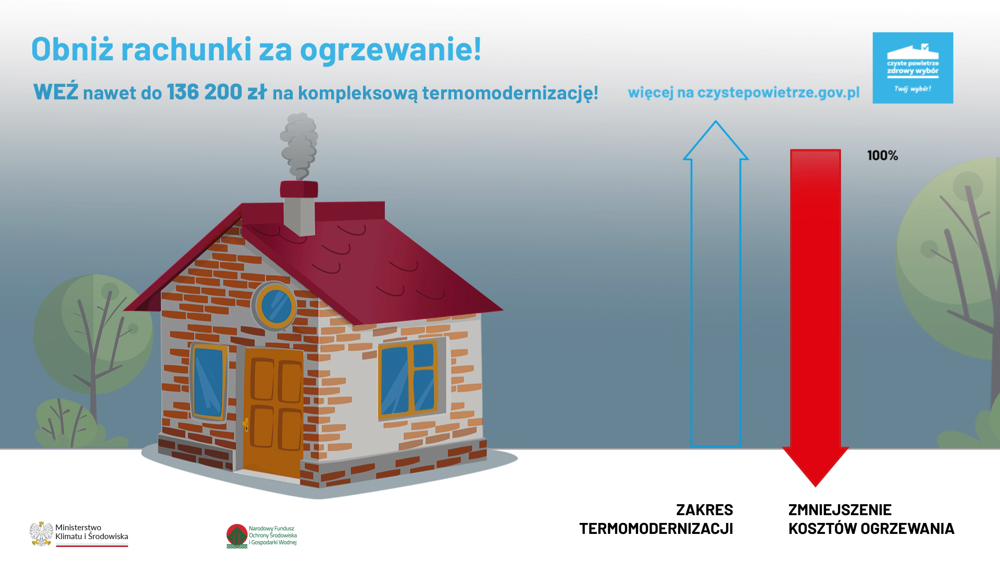 Obniż rachunki za ogrzewanie!
WEŹ nawet do 136 200 zł na kompleksową termomodernizację!
więcej na czystepowietrze.gov.pl
czyste powietrze
zdrowy wybór
Twój wybór!
100%
ZAKRES
TERMOMODERNIZACJI
ZMNIEJSZENIE
KOSZTÓW OGRZEWANIA
Ministerstwo
Klimatu i Środowiska
Narodowy Fundusz
Ochrony Środowiska
i Gospodarki Wodnej